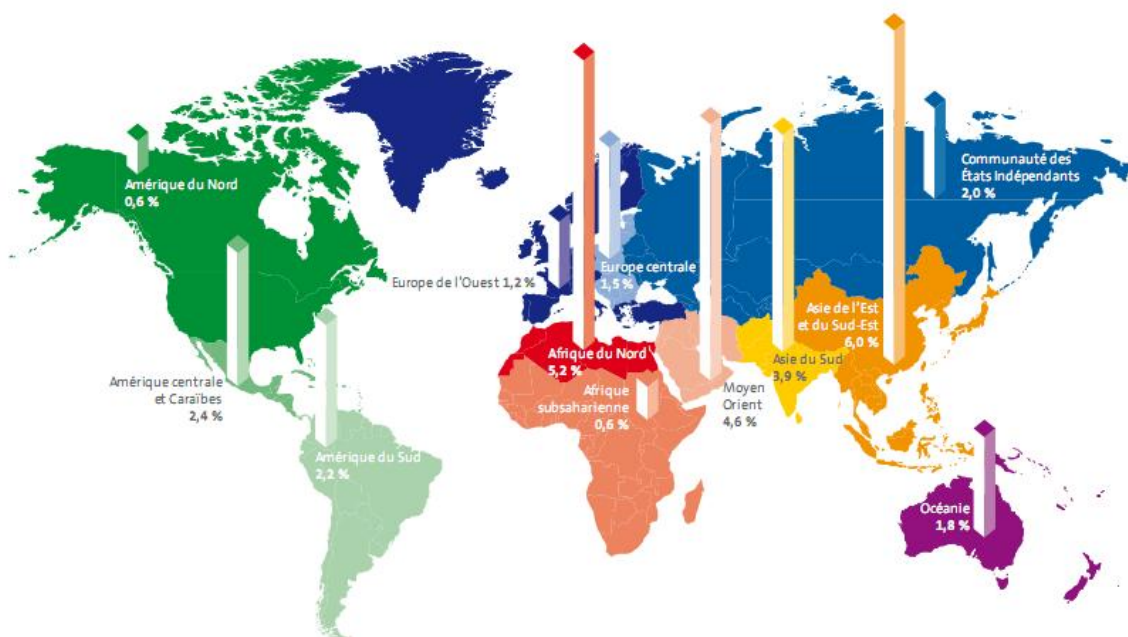 Amérique du Nord
0,6 %
Communauté des
États Indépendants
2,0 %
Europe de l'Ouest 1,2 %
Europe centrale
1,5 %
Asie de l'Est
et du Sud-Est
6,0 %
Afrique du Nord
5,2 %
Asie du Sud
3,9 %
Amérique centrale
et Caraïbes
2,4 %
Afrique
subsaharienne
0,6 %
Moyen
Orient
4,6 %
Amérique du Sud
2,2 %
Océanie
1,8 %